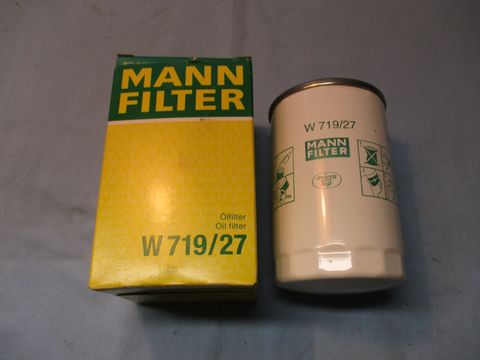 MANN
FILTER
Ölfilter
Oil filter
W 719/27
W 719/27
MANN
FILTER
micro
Top